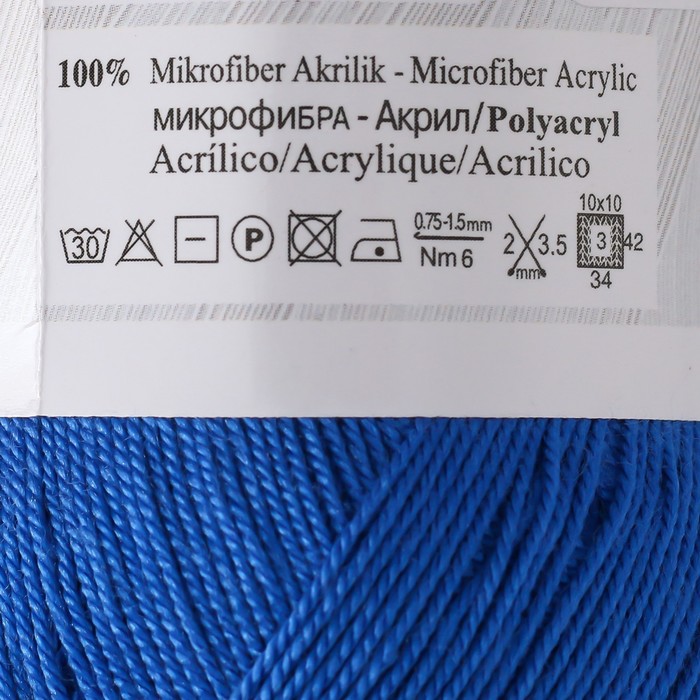 100% Mikrofiber Akrilik - Microfiber Acrylic
МИКРОФИБРА - Акрил/Polyacryl
Acrílico/Acrylique/Acrilico
30 P 0.75-1.5mm Nm 6 2 3.5 mm 10x10 3 42 34